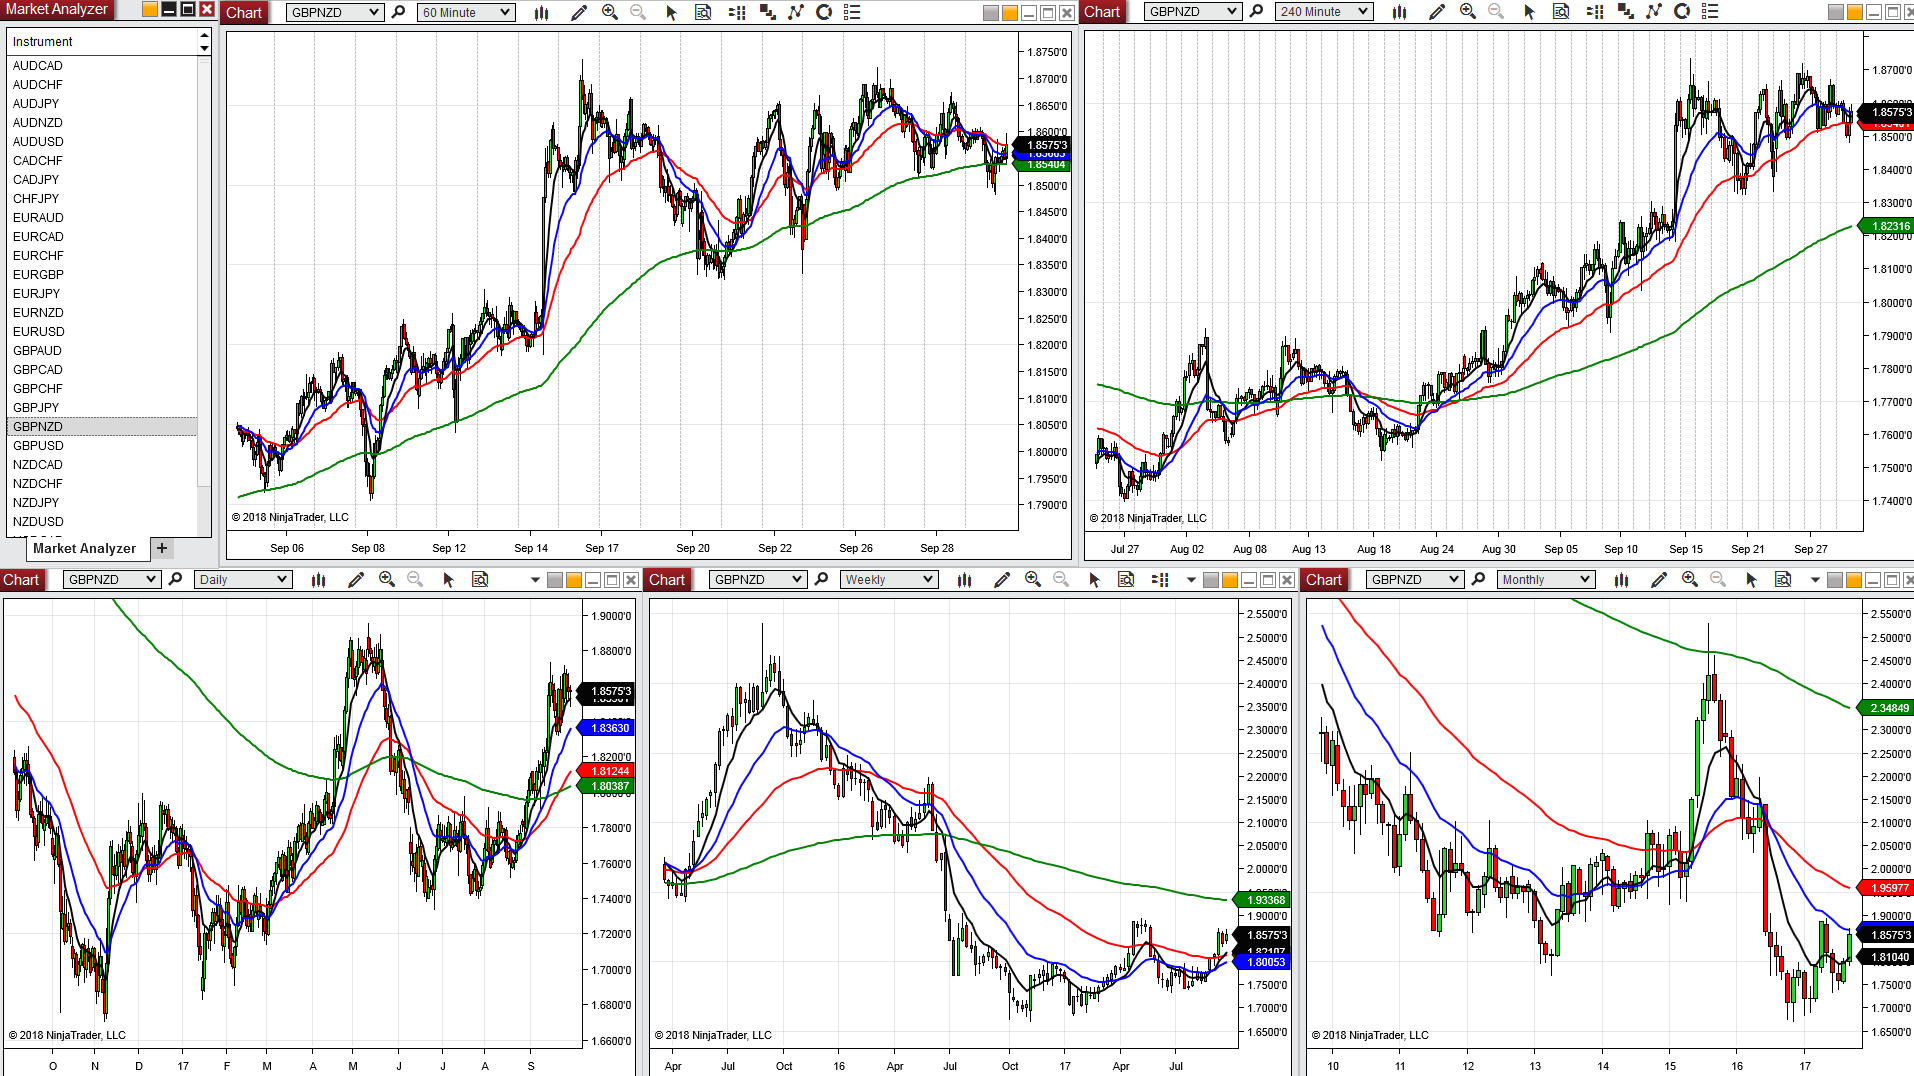 Market Analyzer
Instrument
AUDCAD
AUDCHF
AUDJPY
AUDNZD
AUDUSD
CADCHF
CADJPY
CHFJPY
EURAUD
EURCAD
EURCHF
EURGBP
EURJPY
EURNZD
EURUSD
GBPAUD
GBPCAD
GBPCHF
GBPJPY
GBPNZD
GBPUSD
NZDCAD
NZDCHF
NZDJPY
NZDUSD
Market Analyzer +
Chart GBPNZD 60 Minute
1.8750'0
1.8700'0
1.8650'0
1.8600'0
1.8575'3
1.85404
1.8500'0
1.8450'0
1.8400'0
1.8350'0
1.8300'0
1.8250'0
1.8200'0
1.8150'0
1.8100'0
1.8050'0
1.8000'0
1.7950'0
1.7900'0
© 2018 NinjaTrader, LLC
Sep 06 Sep 08 Sep 12 Sep 14 Sep 17 Sep 20 Sep 22 Sep 26 Sep 28
Chart GBPNZD 240 Minute
1.8700'0
1.8575'3
1.8500'0
1.8400'0
1.8300'0
1.82316
1.8200'0
1.8100'0
1.8000'0
1.7900'0
1.7800'0
1.7700'0
1.7600'0
1.7500'0
1.7400'0
© 2018 NinjaTrader, LLC
Jul 27 Aug 02 Aug 08 Aug 13 Aug 18 Aug 24 Aug 30 Sep 05 Sep 10 Sep 15 Sep 21 Sep 27
Chart GBPNZD Daily
1.9000'0
1.8800'0
1.8575'3
1.83630
1.8200'0
1.81244
1.80387
1.7800'0
1.7600'0
1.7400'0
1.7200'0
1.7000'0
1.6800'0
1.6600'0
© 2018 NinjaTrader, LLC
O N D 17 F M A M J J A S
Chart GBPNZD Weekly
2.5500'0
2.5000'0
2.4500'0
2.4000'0
2.3500'0
2.3000'0
2.2500'0
2.2000'0
2.1500'0
2.1000'0
2.0500'0
2.0000'0
1.93368
1.9000'0
1.8575'3
1.80053
1.7500'0
1.7000'0
1.6500'0
© 2018 NinjaTrader, LLC
Apr Jul Oct 16 Apr Jul Oct 17 Apr Jul
Chart GBPNZD Monthly
2.5500'0
2.5000'0
2.4500'0
2.4000'0
2.34849
2.3000'0
2.2500'0
2.2000'0
2.1500'0
2.1000'0
2.0500'0
2.0000'0
1.95977
1.9000'0
1.8575'3
1.81040
1.7500'0
1.7000'0
1.6500'0
© 2018 NinjaTrader, LLC
10 11 12 13 14 15 16 17